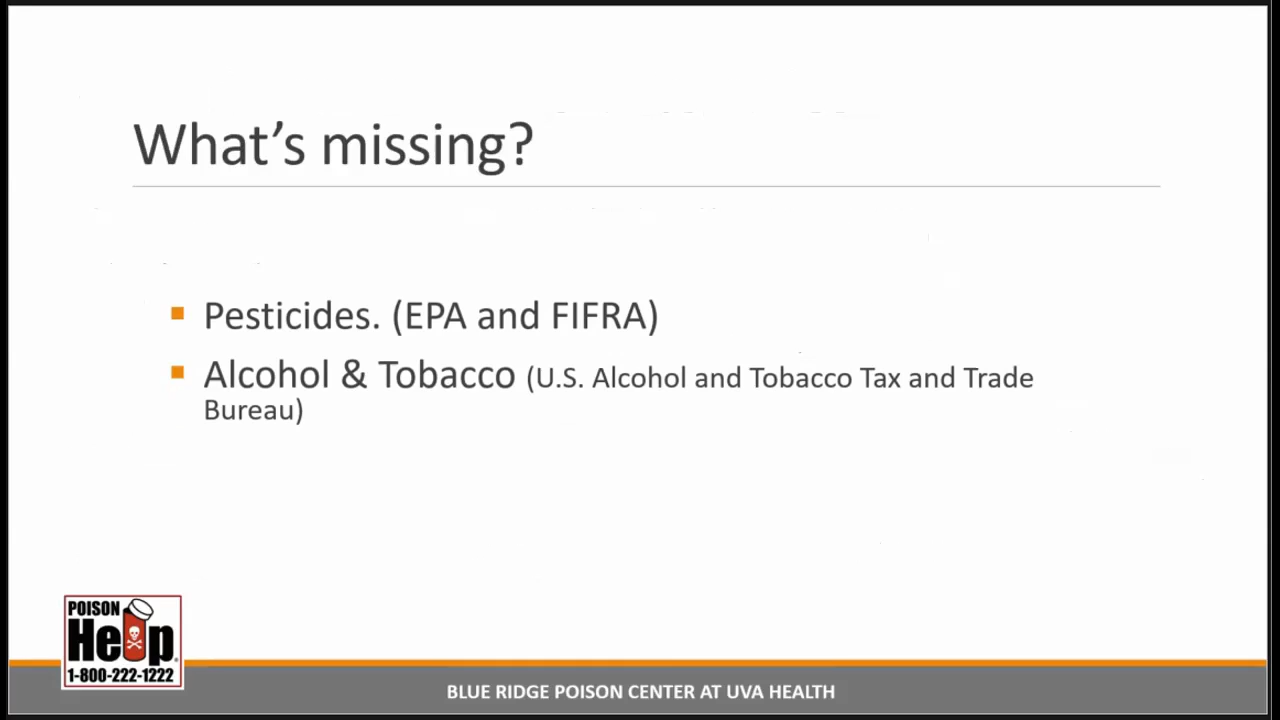 What's missing?
Pesticides. (EPA and FIFRA)
Alcohol & Tobacco (U.S. Alcohol and Tobacco Tax and Trade
Bureau)
POISON
Help
1-800-222-1222
BLUE RIDGE POISON CENTER AT UVA HEALTH